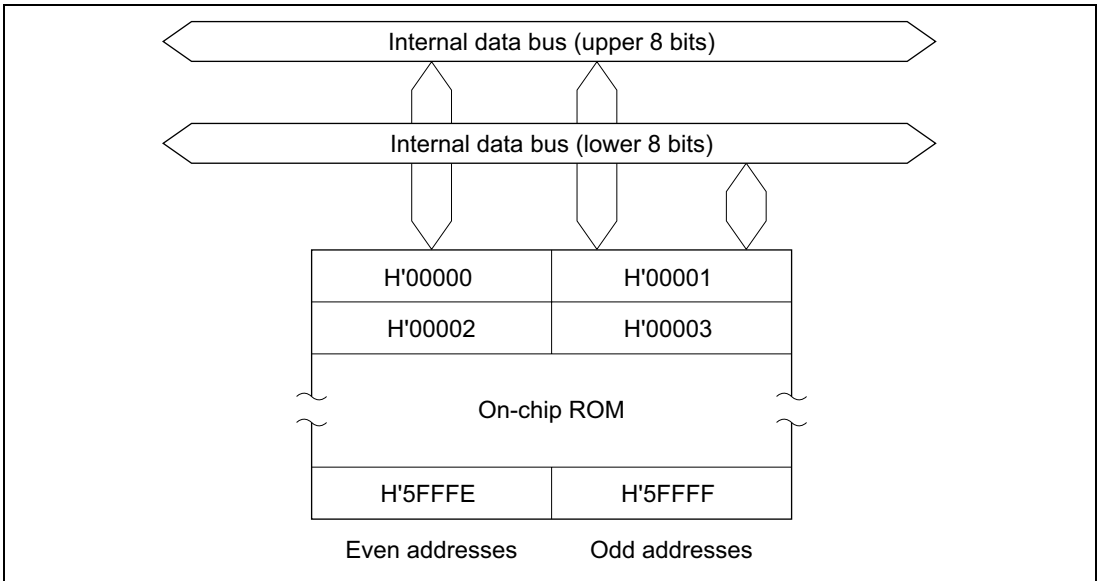 Internal data bus (upper 8 bits)
Internal data bus (lower 8 bits)
H'00000 H'00001
H'00002 H'00003
On-chip ROM
H'5FFFE H'5FFFF
Even addresses Odd addresses